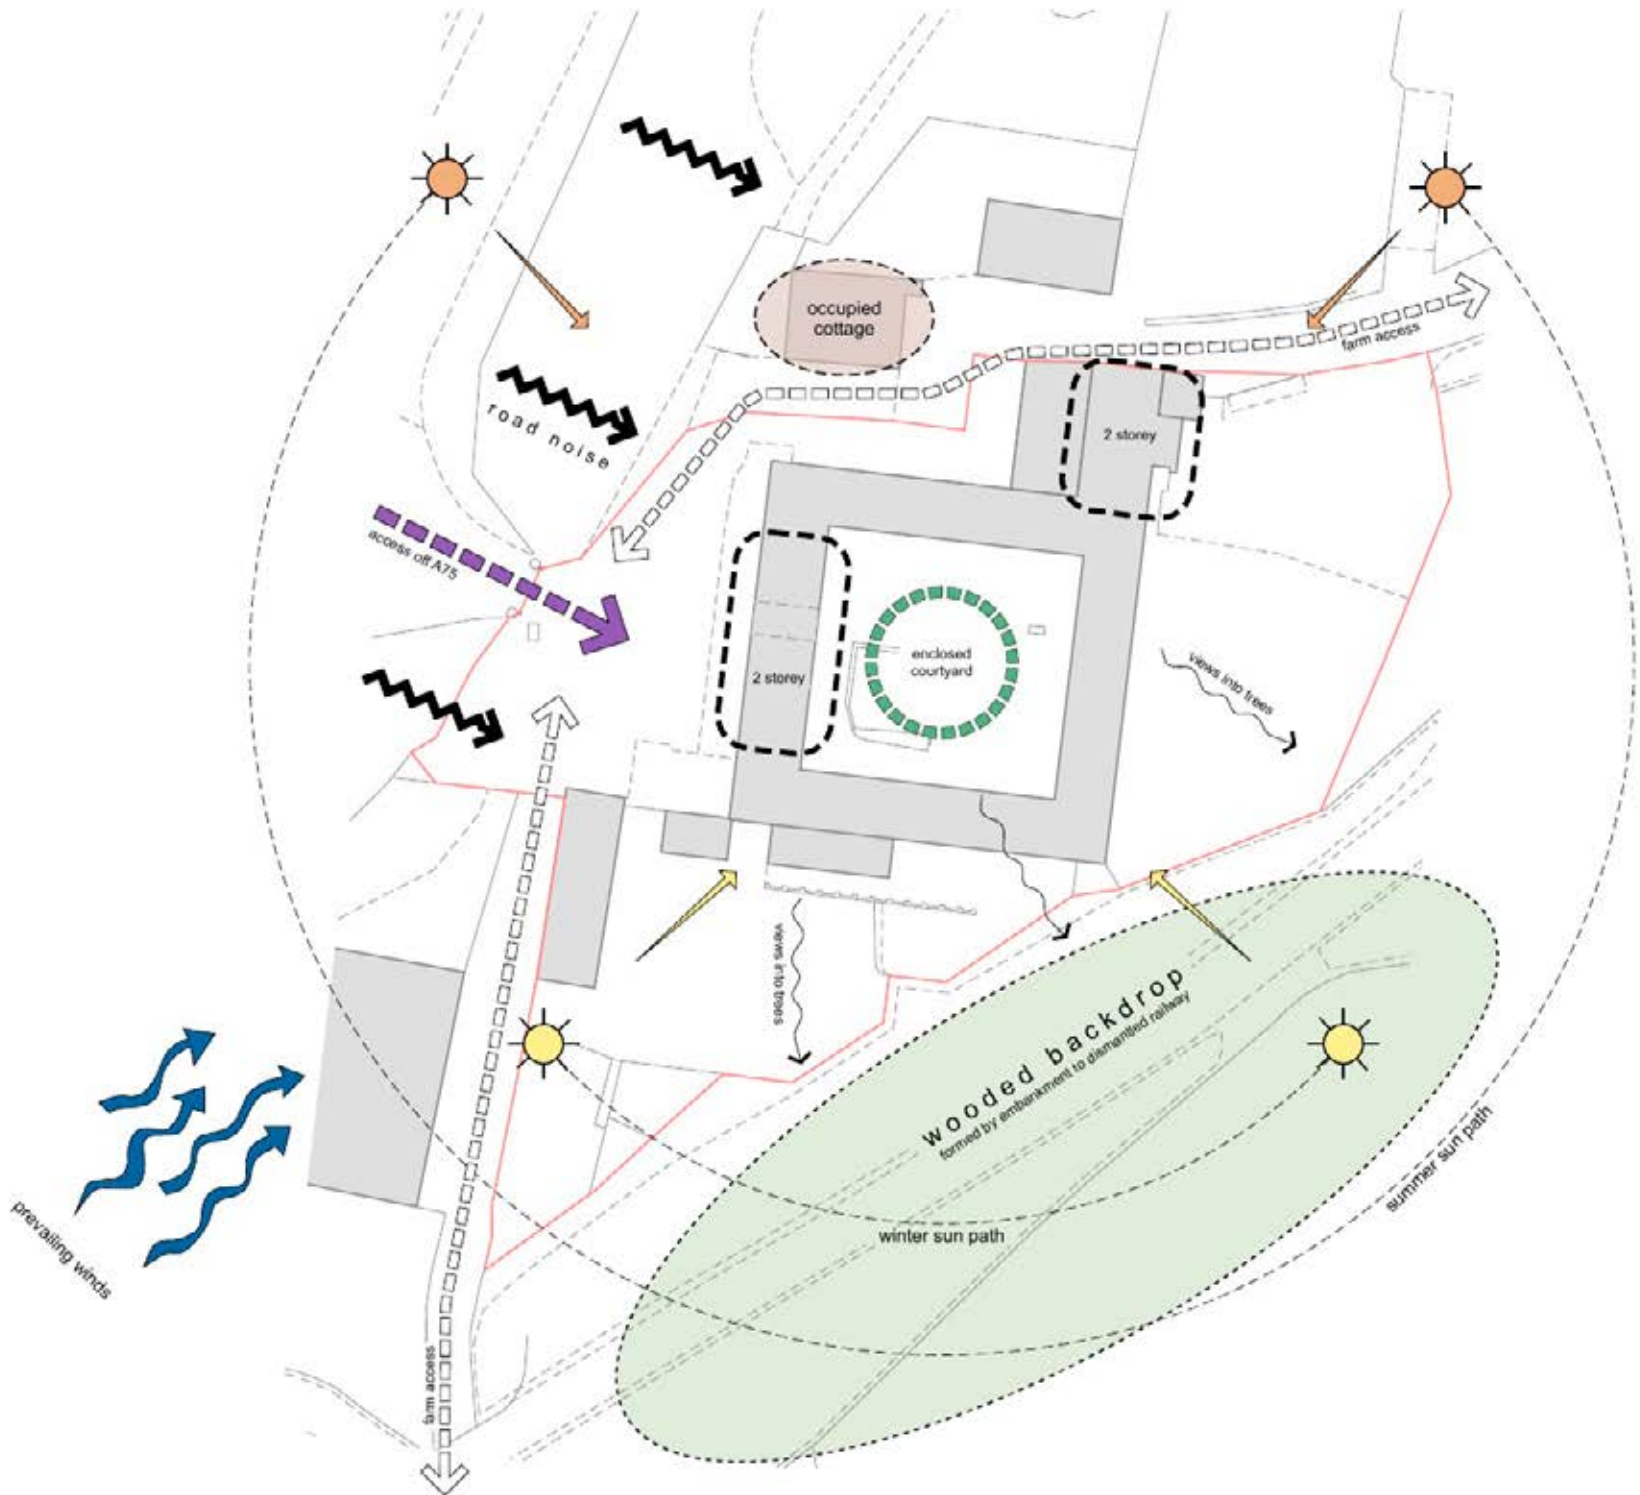 occupied
cottage
farm access
2 storey
road noise
access off A75
enclosed
courtyard
2 storey
views into trees
views into trees
wooded backdrop
formed by embankment to dismantled railway
winter sun path
summer sun path
prevailing winds
farm access